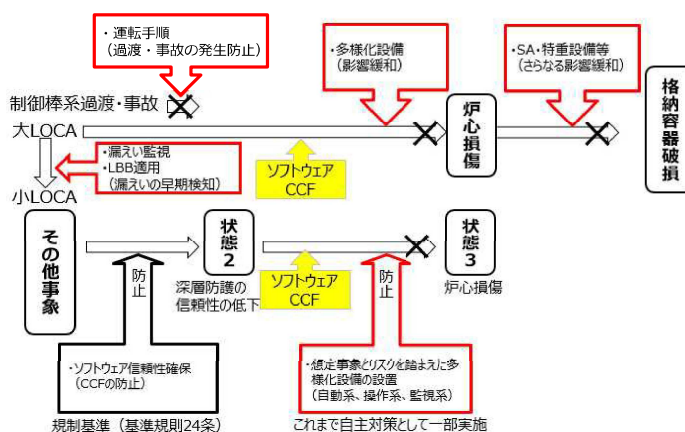 ・運転手順
（過渡・事故の発生防止）
・多様化設備
（影響緩和）
・SA・特重設備等
（さらなる影響緩和）
制御棒系過渡・事故
大LOCA
炉心損傷
格納容器破損
・漏えい監視
・LBB適用
（漏えいの早期検知）
ソフトウェア
CCF
小LOCA
その他事象
防止
状態２
深層防護の
信頼性の低下
ソフトウェア
CCF
防止
状態３
炉心損傷
・ソフトウェア信頼性確保
（CCFの防止）
・想定事象とリスクを踏まえた多
様化設備の設置
（自動系、操作系、監視系）
規制基準（基準規則24条）
これまで自主対策として一部実施